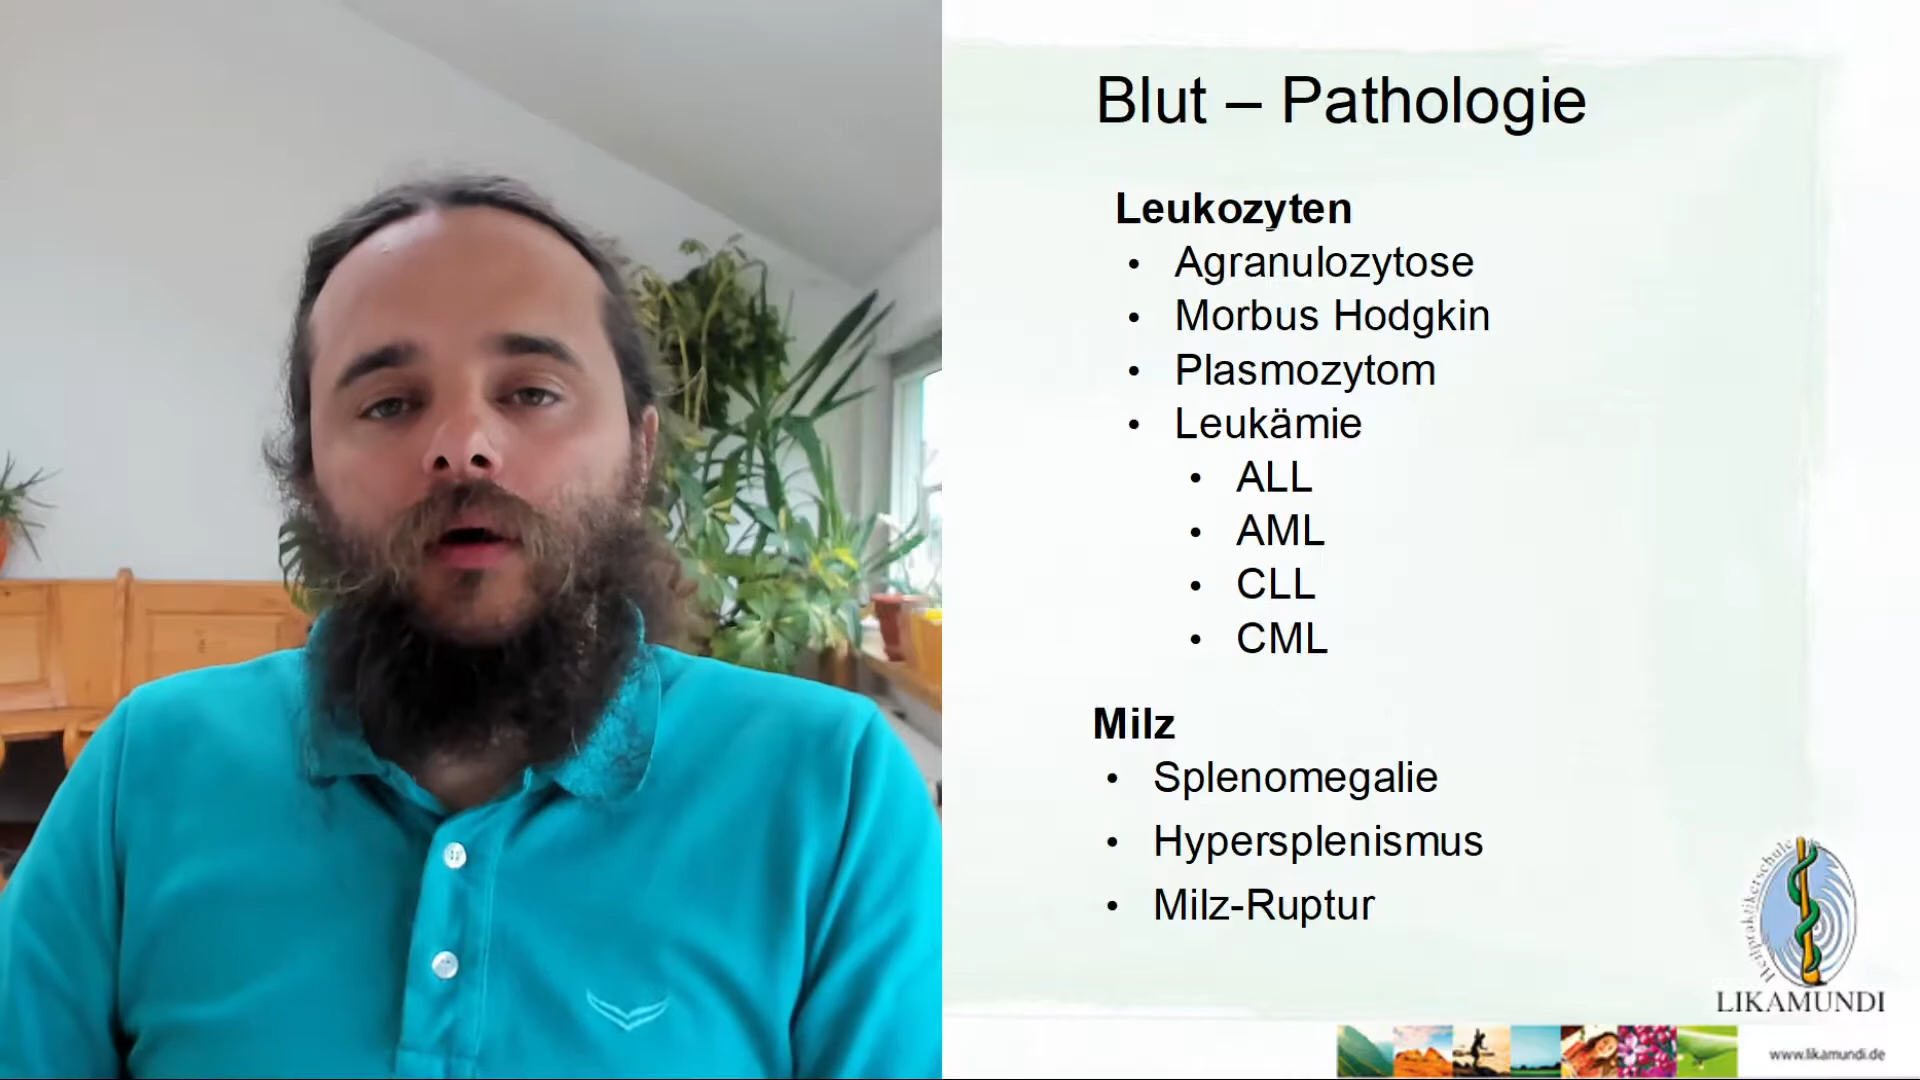 Blut – Pathologie
Leukozyten
• Agranulozytose
• Morbus Hodgkin
• Plasmozytom
• Leukämie
• ALL
• AML
• CLL
• CML
Milz
• Splenomegalie
• Hypersplenismus
• Milz-Ruptur
Heilpraktikerschule
LIKAMUNDI
www.likamundi.de